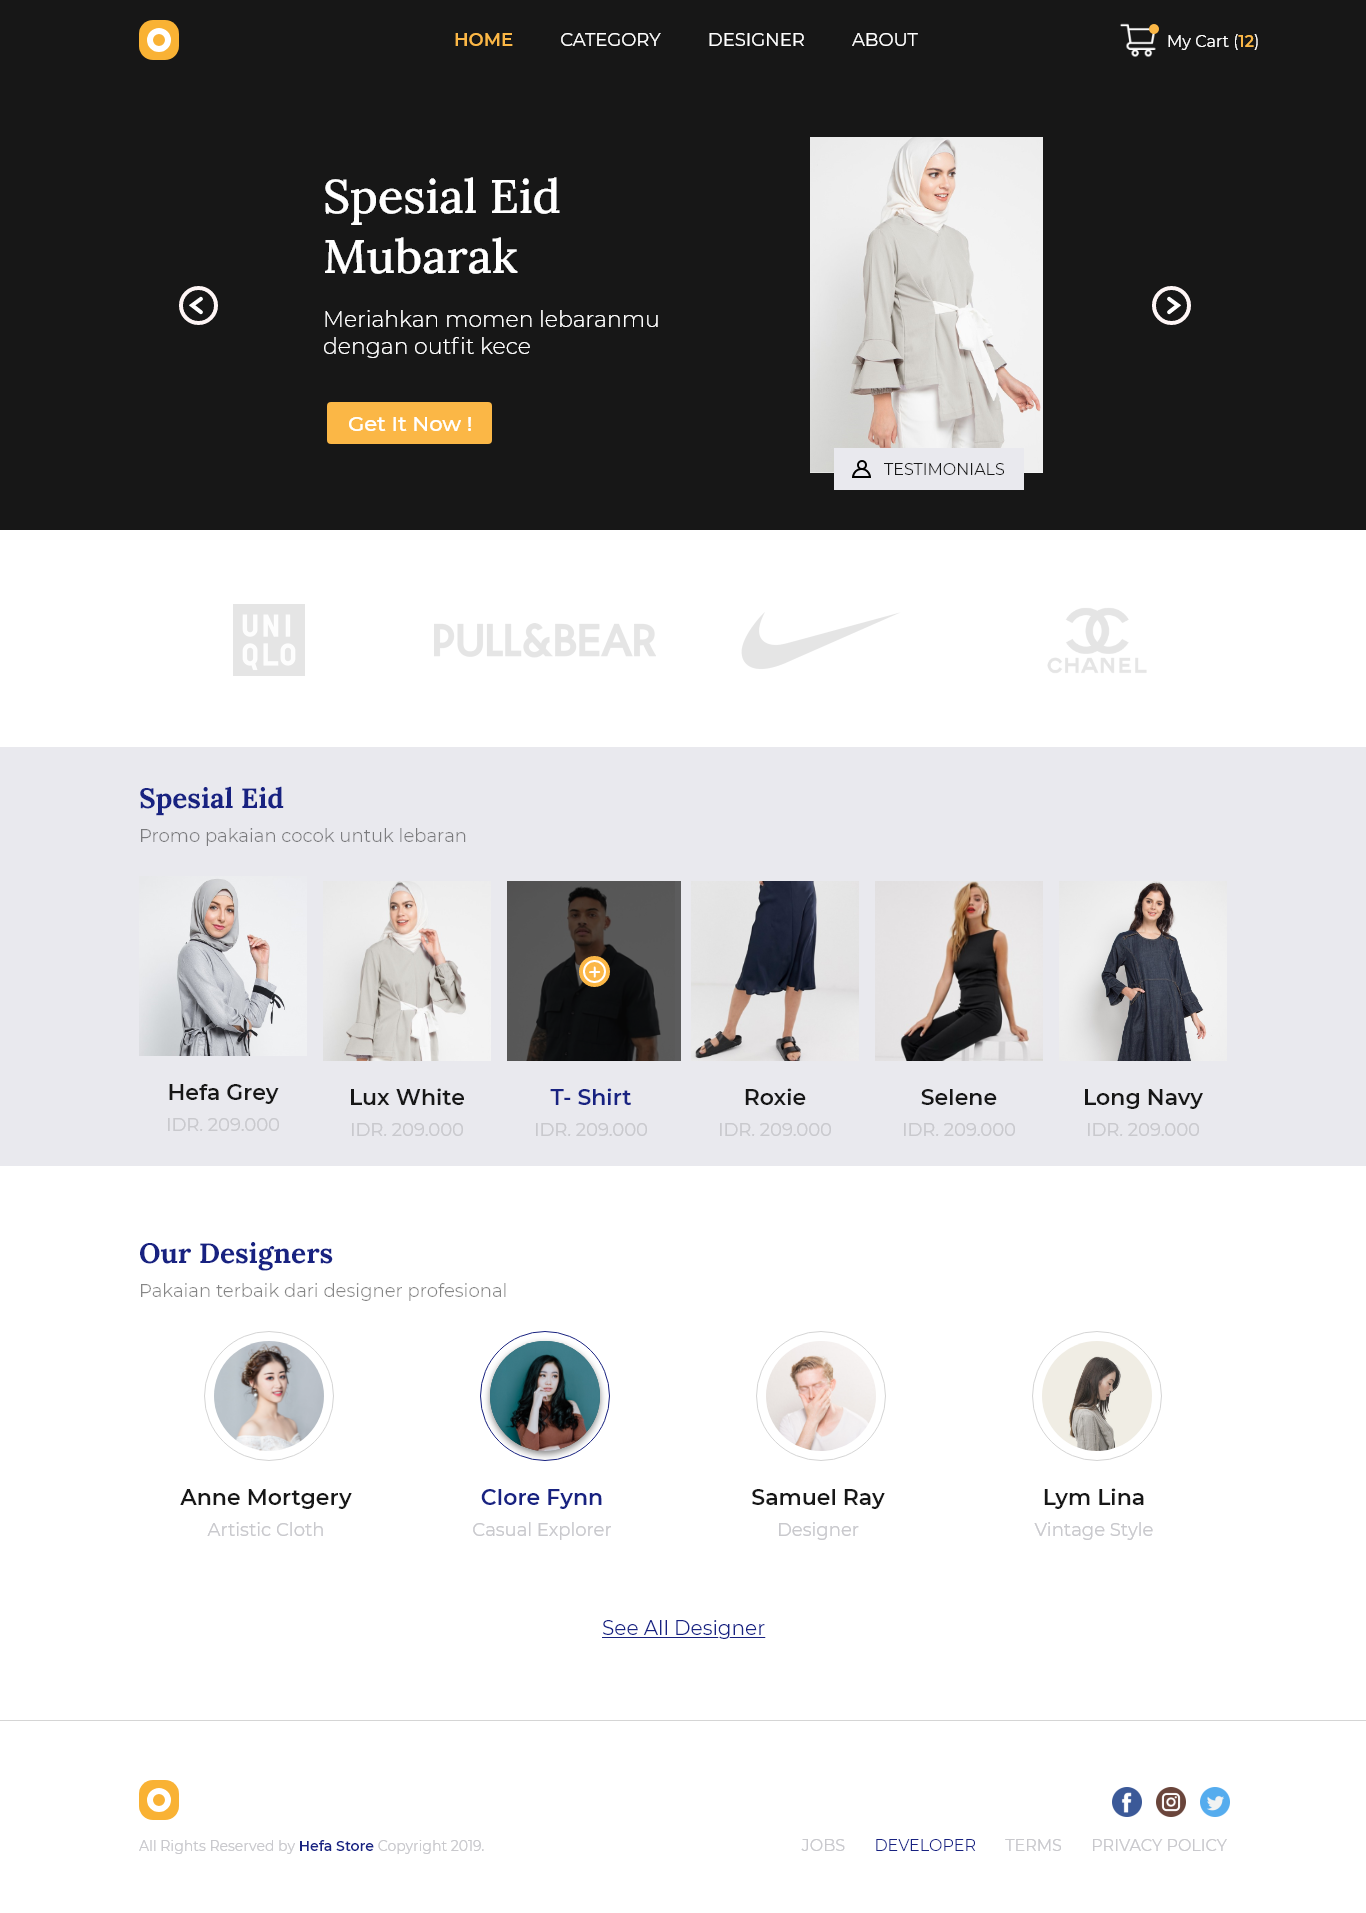 HOME
CATEGORY
DESIGNER
ABOUT
My Cart (12)
Spesial Eid
Mubarak
Meriahkan momen lebaranmu
dengan outfit kece
Get It Now !
TESTIMONIALS
UNI
QLO
PULL&BEAR
CHANEL
Spesial Eid
Promo pakaian cocok untuk lebaran
Hefa Grey
IDR. 209.000
Lux White
IDR. 209.000
T- Shirt
IDR. 209.000
Roxie
IDR. 209.000
Selene
IDR. 209.000
Long Navy
IDR. 209.000
Our Designers
Pakaian terbaik dari designer profesional
Anne Mortgery
Artistic Cloth
Clore Fynn
Casual Explorer
Samuel Ray
Designer
Lym Lina
Vintage Style
See All Designer
All Rights Reserved by Hefa Store Copyright 2019.
JOBS
DEVELOPER
TERMS
PRIVACY POLICY